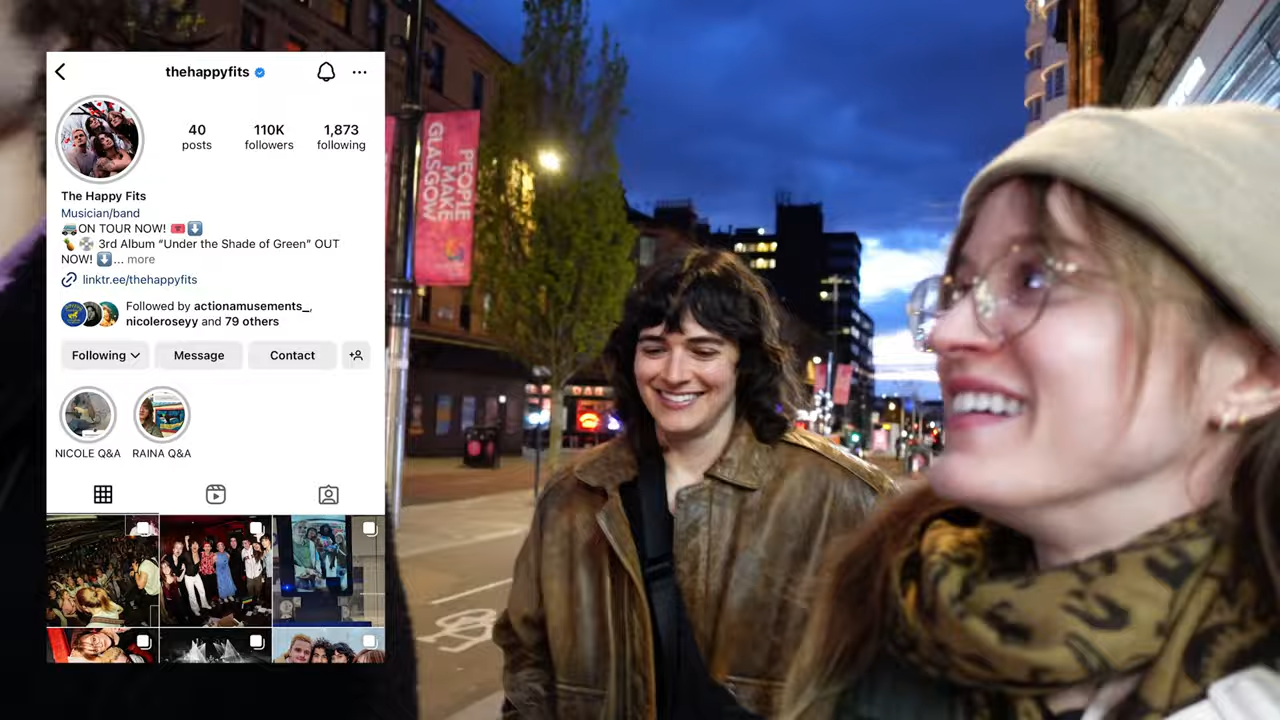 thehappyfits
40 110K 1,873
posts followers following
The Happy Fits
Musician/band
🚐ON TOUR NOW! 🎟️⬇️
3rd Album “Under the Shade of Green” OUT
NOW! ⬇️... more
linktr.ee/thehappyfits
Followed by actionamusements_,
nicoleroseyy and 79 others
Following Message Contact
NICOLE Q&A RAINA Q&A
PEOPLE
MAKE
GLASGOW
BAR